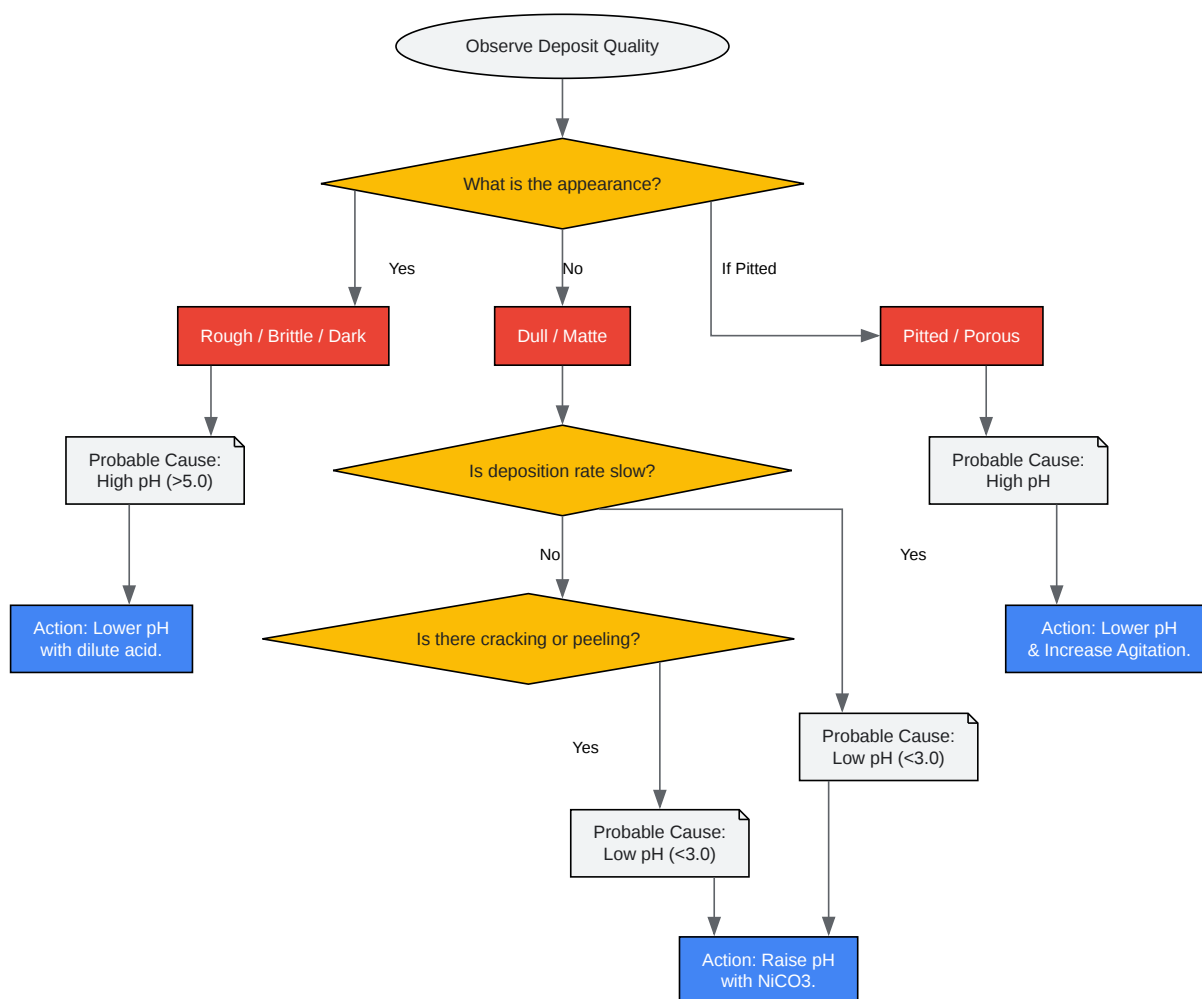 Observe Deposit Quality
What is the appearance?
Yes
No
If Pitted
Rough / Brittle / Dark
Dull / Matte
Pitted / Porous
Probable Cause:
High pH (>5.0)
Is deposition rate slow?
Probable Cause:
High pH
No
Yes
Action: Lower pH
with dilute acid.
Is there cracking or peeling?
Action: Lower pH
& Increase Agitation.
Yes
Probable Cause:
Low pH (<3.0)
Probable Cause:
Low pH (<3.0)
Action: Raise pH
with NiCO3.